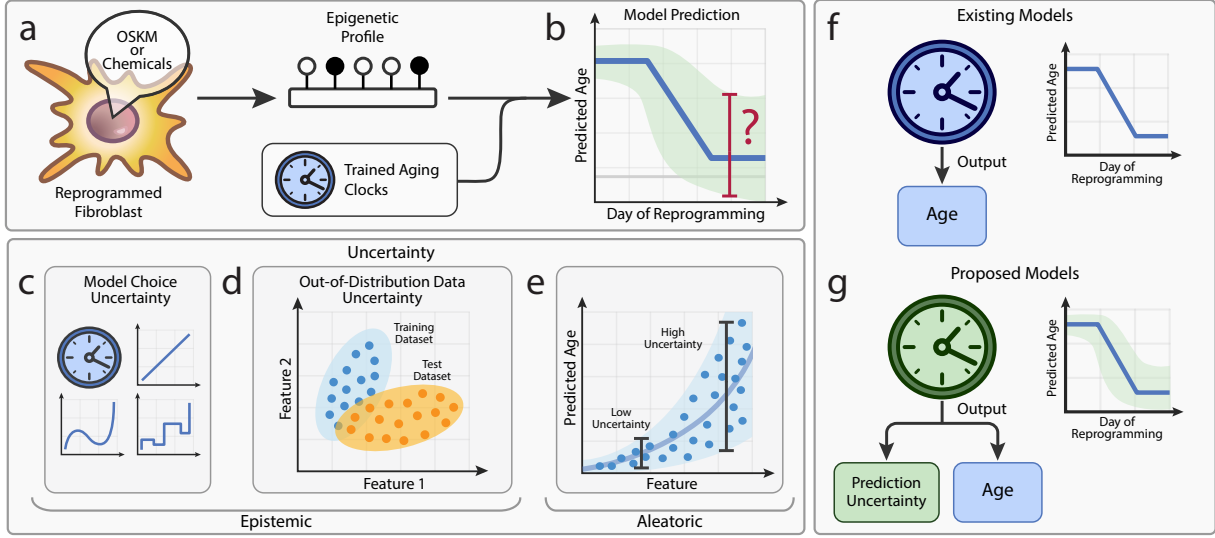 a
OSKM
or
Chemicals
Reprogrammed
Fibroblast
Epigenetic
Profile
Trained Aging
Clocks
b
Model Prediction
Predicted Age
?
Day of Reprogramming
Uncertainty
c
Model Choice
Uncertainty
d
Out-of-Distribution Data
Uncertainty
Training
Dataset
Test
Dataset
Feature 2
Feature 1
Epistemic
e
High
Uncertainty
Low
Uncertainty
Predicted Age
Feature
Aleatoric
f
Existing Models
Output
Age
Predicted Age
Day of
Reprogramming
g
Proposed Models
Output
Prediction
Uncertainty
Age
Predicted Age
Day of
Reprogramming